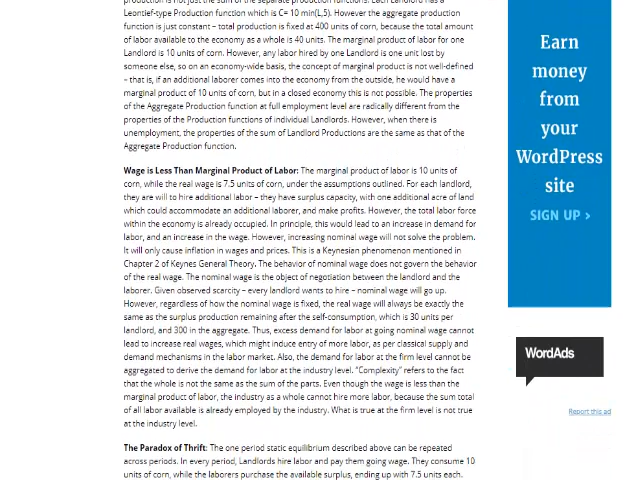 production is not just the sum of the separate production functions. Each Landlord has a
Leontief-type Production function which is C= 10 min(L,5). However the aggregate production
function is just constant – total production is fixed at 400 units of corn, because the total amount
of labor available to the economy as a whole is 40 units. The marginal product of labor for one
Landlord is 10 units of corn. However, any labor hired by one Landlord is one unit lost by
someone else, so on an economy-wide basis, the concept of marginal product is not well-defined
– that is, if an additional laborer comes into the economy from the outside, he would have a
marginal product of 10 units of corn, but in a closed economy this is not possible. The properties
of the Aggregate Production function at full employment level are radically different from the
properties of the Production functions of individual Landlords. However, when there is
unemployment, the properties of the sum of Landlord Productions are the same as that of the
Aggregate Production function.
Wage is Less Than Marginal Product of Labor: The marginal product of labor is 10 units of
corn, while the real wage is 7.5 units of corn, under the assumptions outlined. For each landlord,
they are will to hire additional labor – they have surplus capacity, with one additional acre of land
which could accommodate an additional laborer, and make profits. However, the total labor force
within the economy is already occupied. In principle, this would lead to an increase in demand for
labor, and an increase in the wage. However, increasing nominal wage will not solve the problem.
It will only cause inflation in wages and prices. This is a Keynesian phenomenon mentioned in
Chapter 2 of Keynes General Theory. The behavior of nominal wage does not govern the behavior
of the real wage. The nominal wage is the object of negotiation between the landlord and the
laborer. Given observed scarcity – every landlord wants to hire – nominal wage will go up.
However, regardless of how the nominal wage is fixed, the real wage will always be exactly the
same as the surplus production remaining after the self-consumption, which is 30 units per
landlord, and 300 in the aggregate. Thus, excess demand for labor at going nominal wage cannot
lead to increase real wages, which might induce entry of more labor, as per classical supply and
demand mechanisms in the labor market. Also, the demand for labor at the firm level cannot be
aggregated to derive the demand for labor at the industry level. "Complexity" refers to the fact
that the whole is not the same as the sum of the parts. Even though the wage is less than the
marginal product of labor, the industry as a whole cannot hire more labor, because the sum total
of all labor available is already employed by the industry. What is true at the firm level is not true
at the industry level.
The Paradox of Thrift: The one period static equilibrium described above can be repeated
across periods. In every period, Landlords hire labor and pay them going wage. They consume 10
units of corn, while the laborers purchase the available surplus, ending up with 7.5 units each.
Earn
money
from
your
WordPress
site
SIGN UP >
WordAds
Report this ad